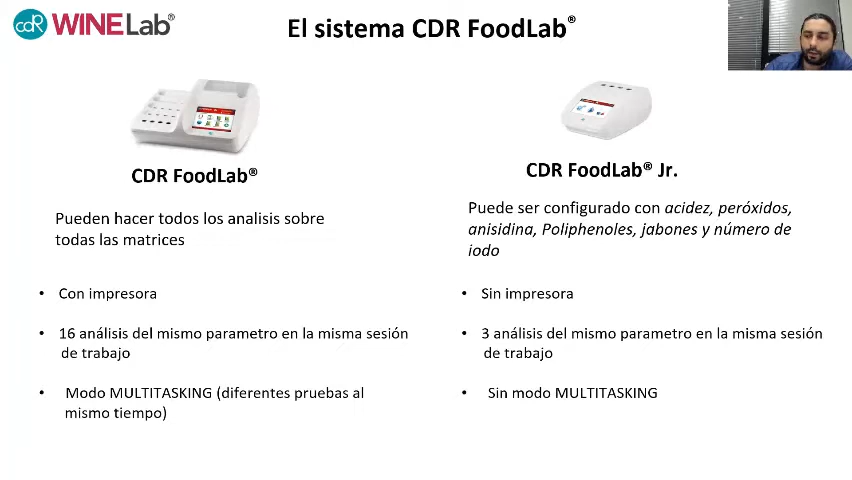 cdR WINELab®
El sistema CDR FoodLab®
CDR FoodLab®
Pueden hacer todos los analisis sobre
todas las matrices
• Con impresora
• 16 análisis del mismo parametro en la misma sesión
de trabajo
• Modo MULTITASKING (diferentes pruebas al
mismo tiempo)
CDR FoodLab® Jr.
Puede ser configurado con acidez, peróxidos,
anisidina, Poliphenoles, jabones y número de
iodo
• Sin impresora
• 3 análisis del mismo parametro en la misma sesión
de trabajo
• Sin modo MULTITASKING